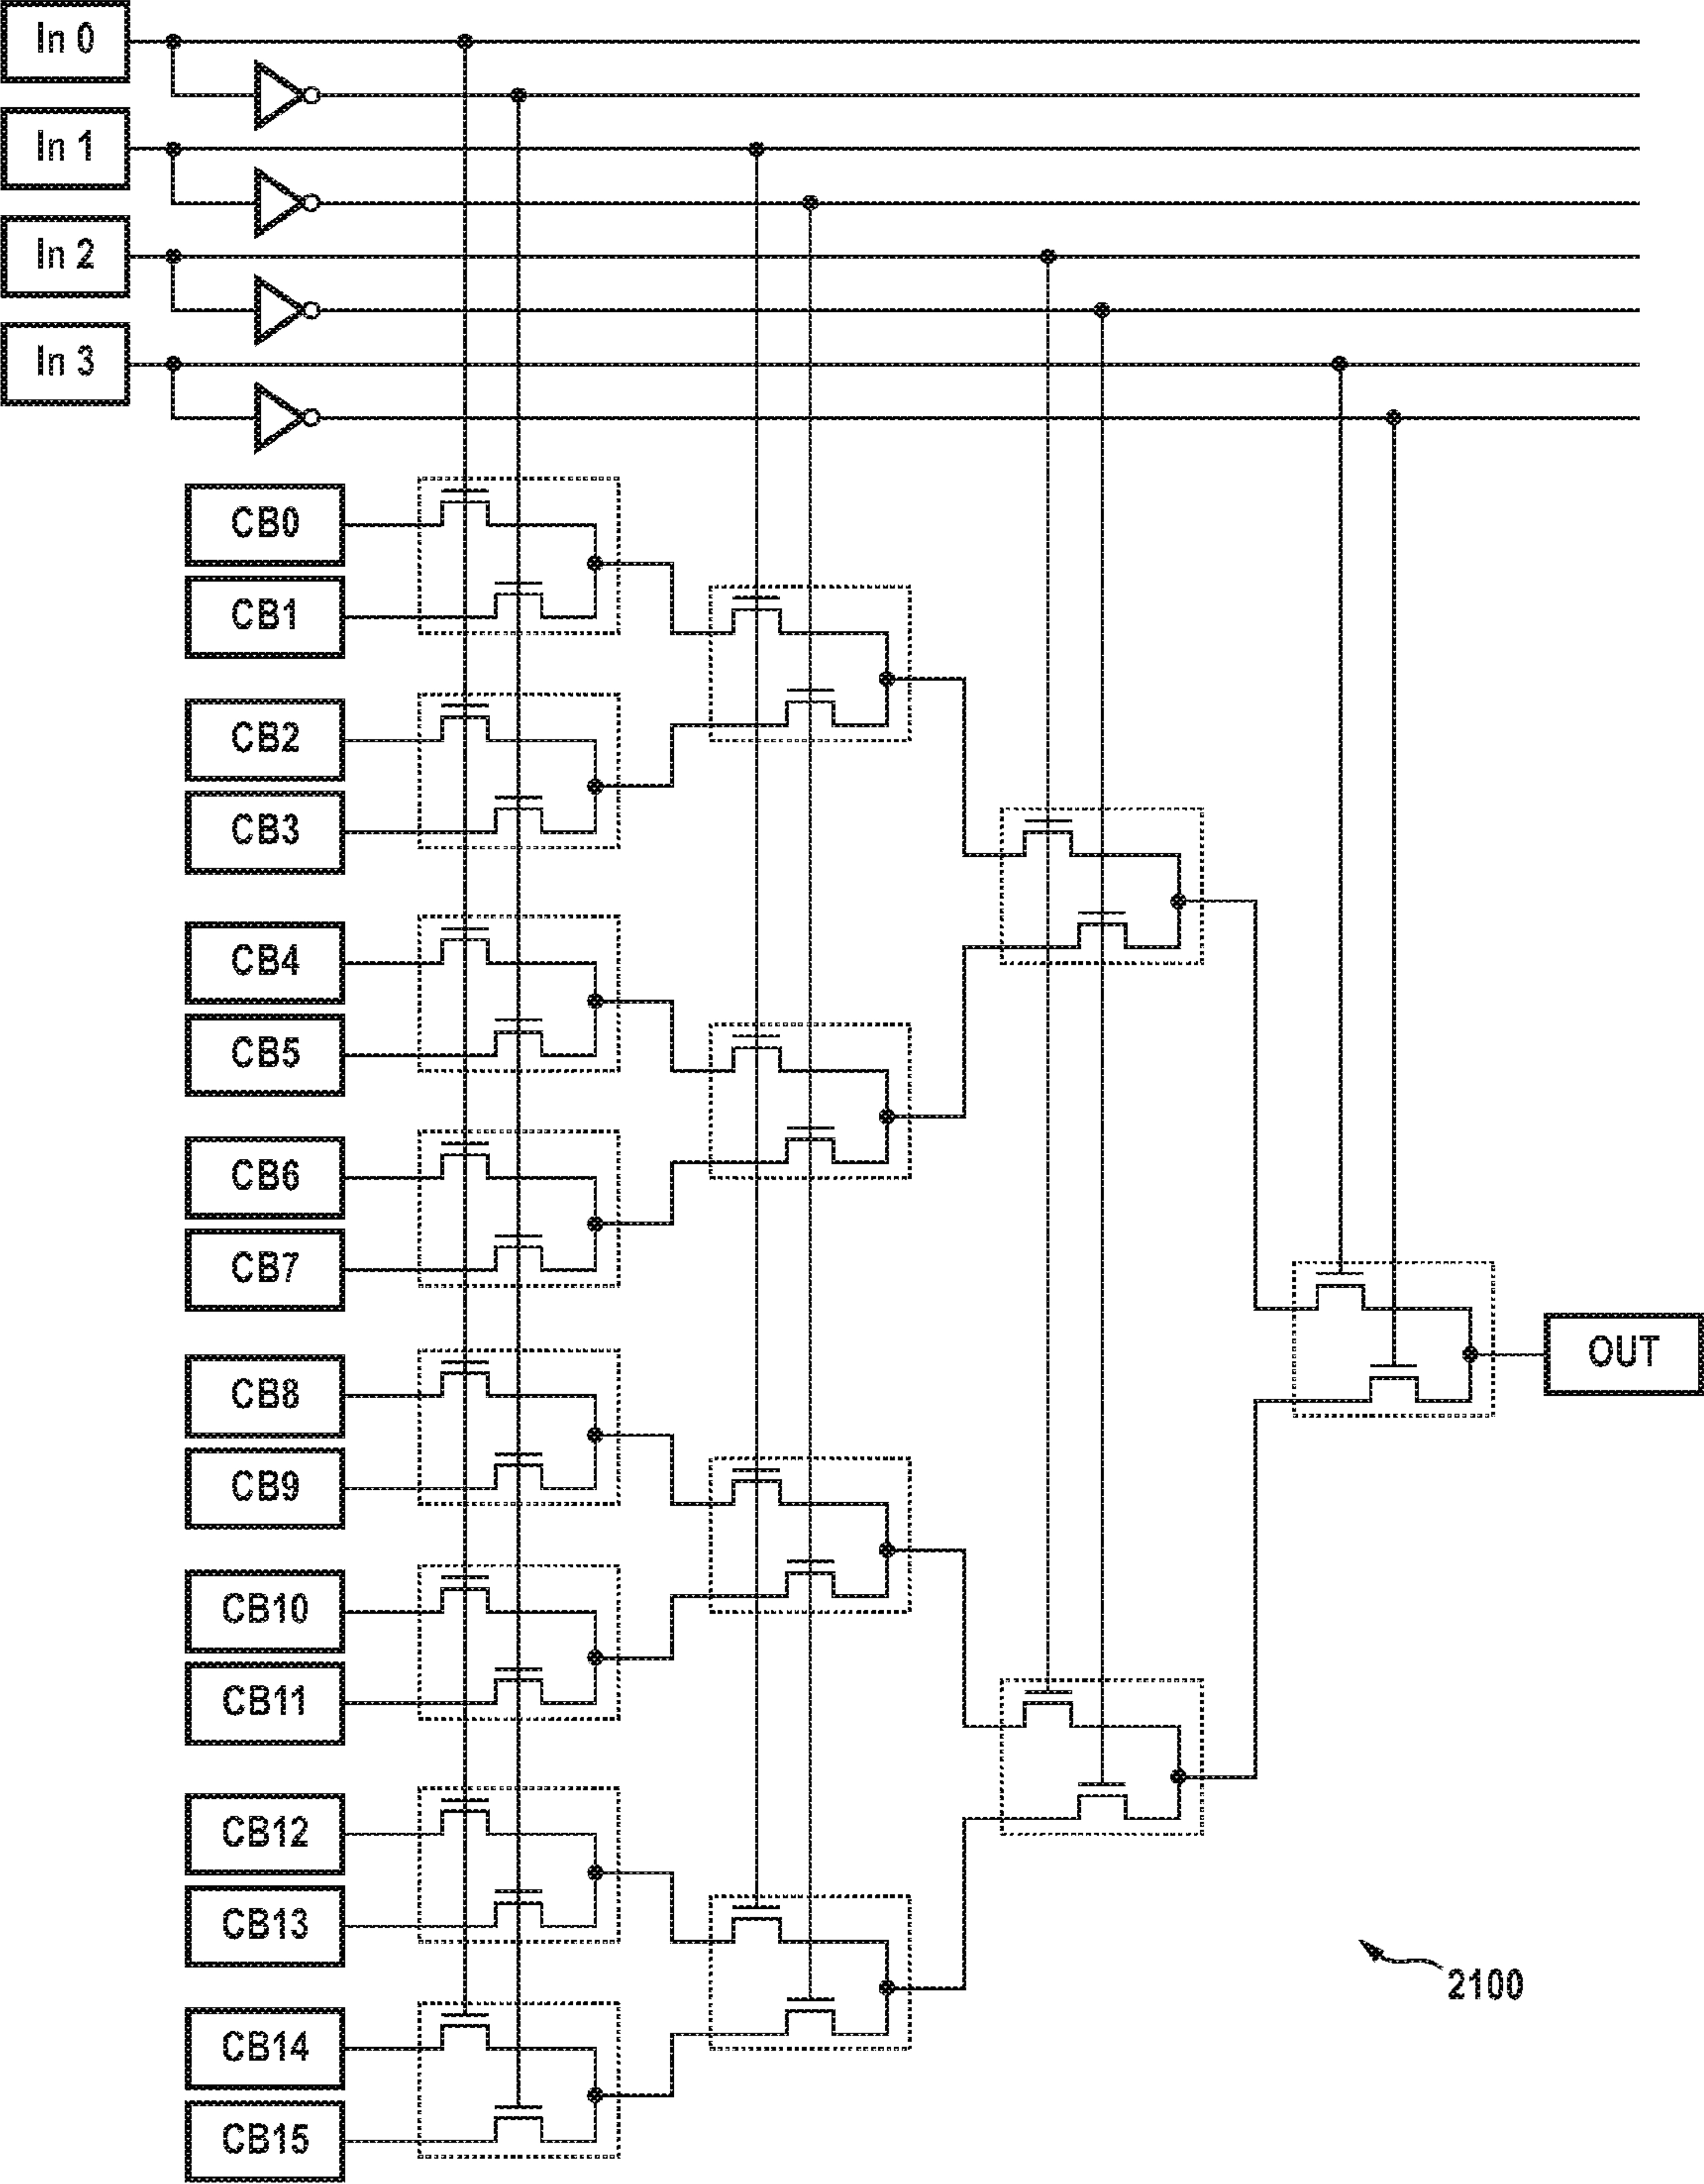 In 0
In 1
In 2
In 3
CB0
CB1
CB2
CB3
CB4
CB5
CB6
CB7
CB8
CB9
CB10
CB11
CB12
CB13
CB14
CB15
OUT
2100